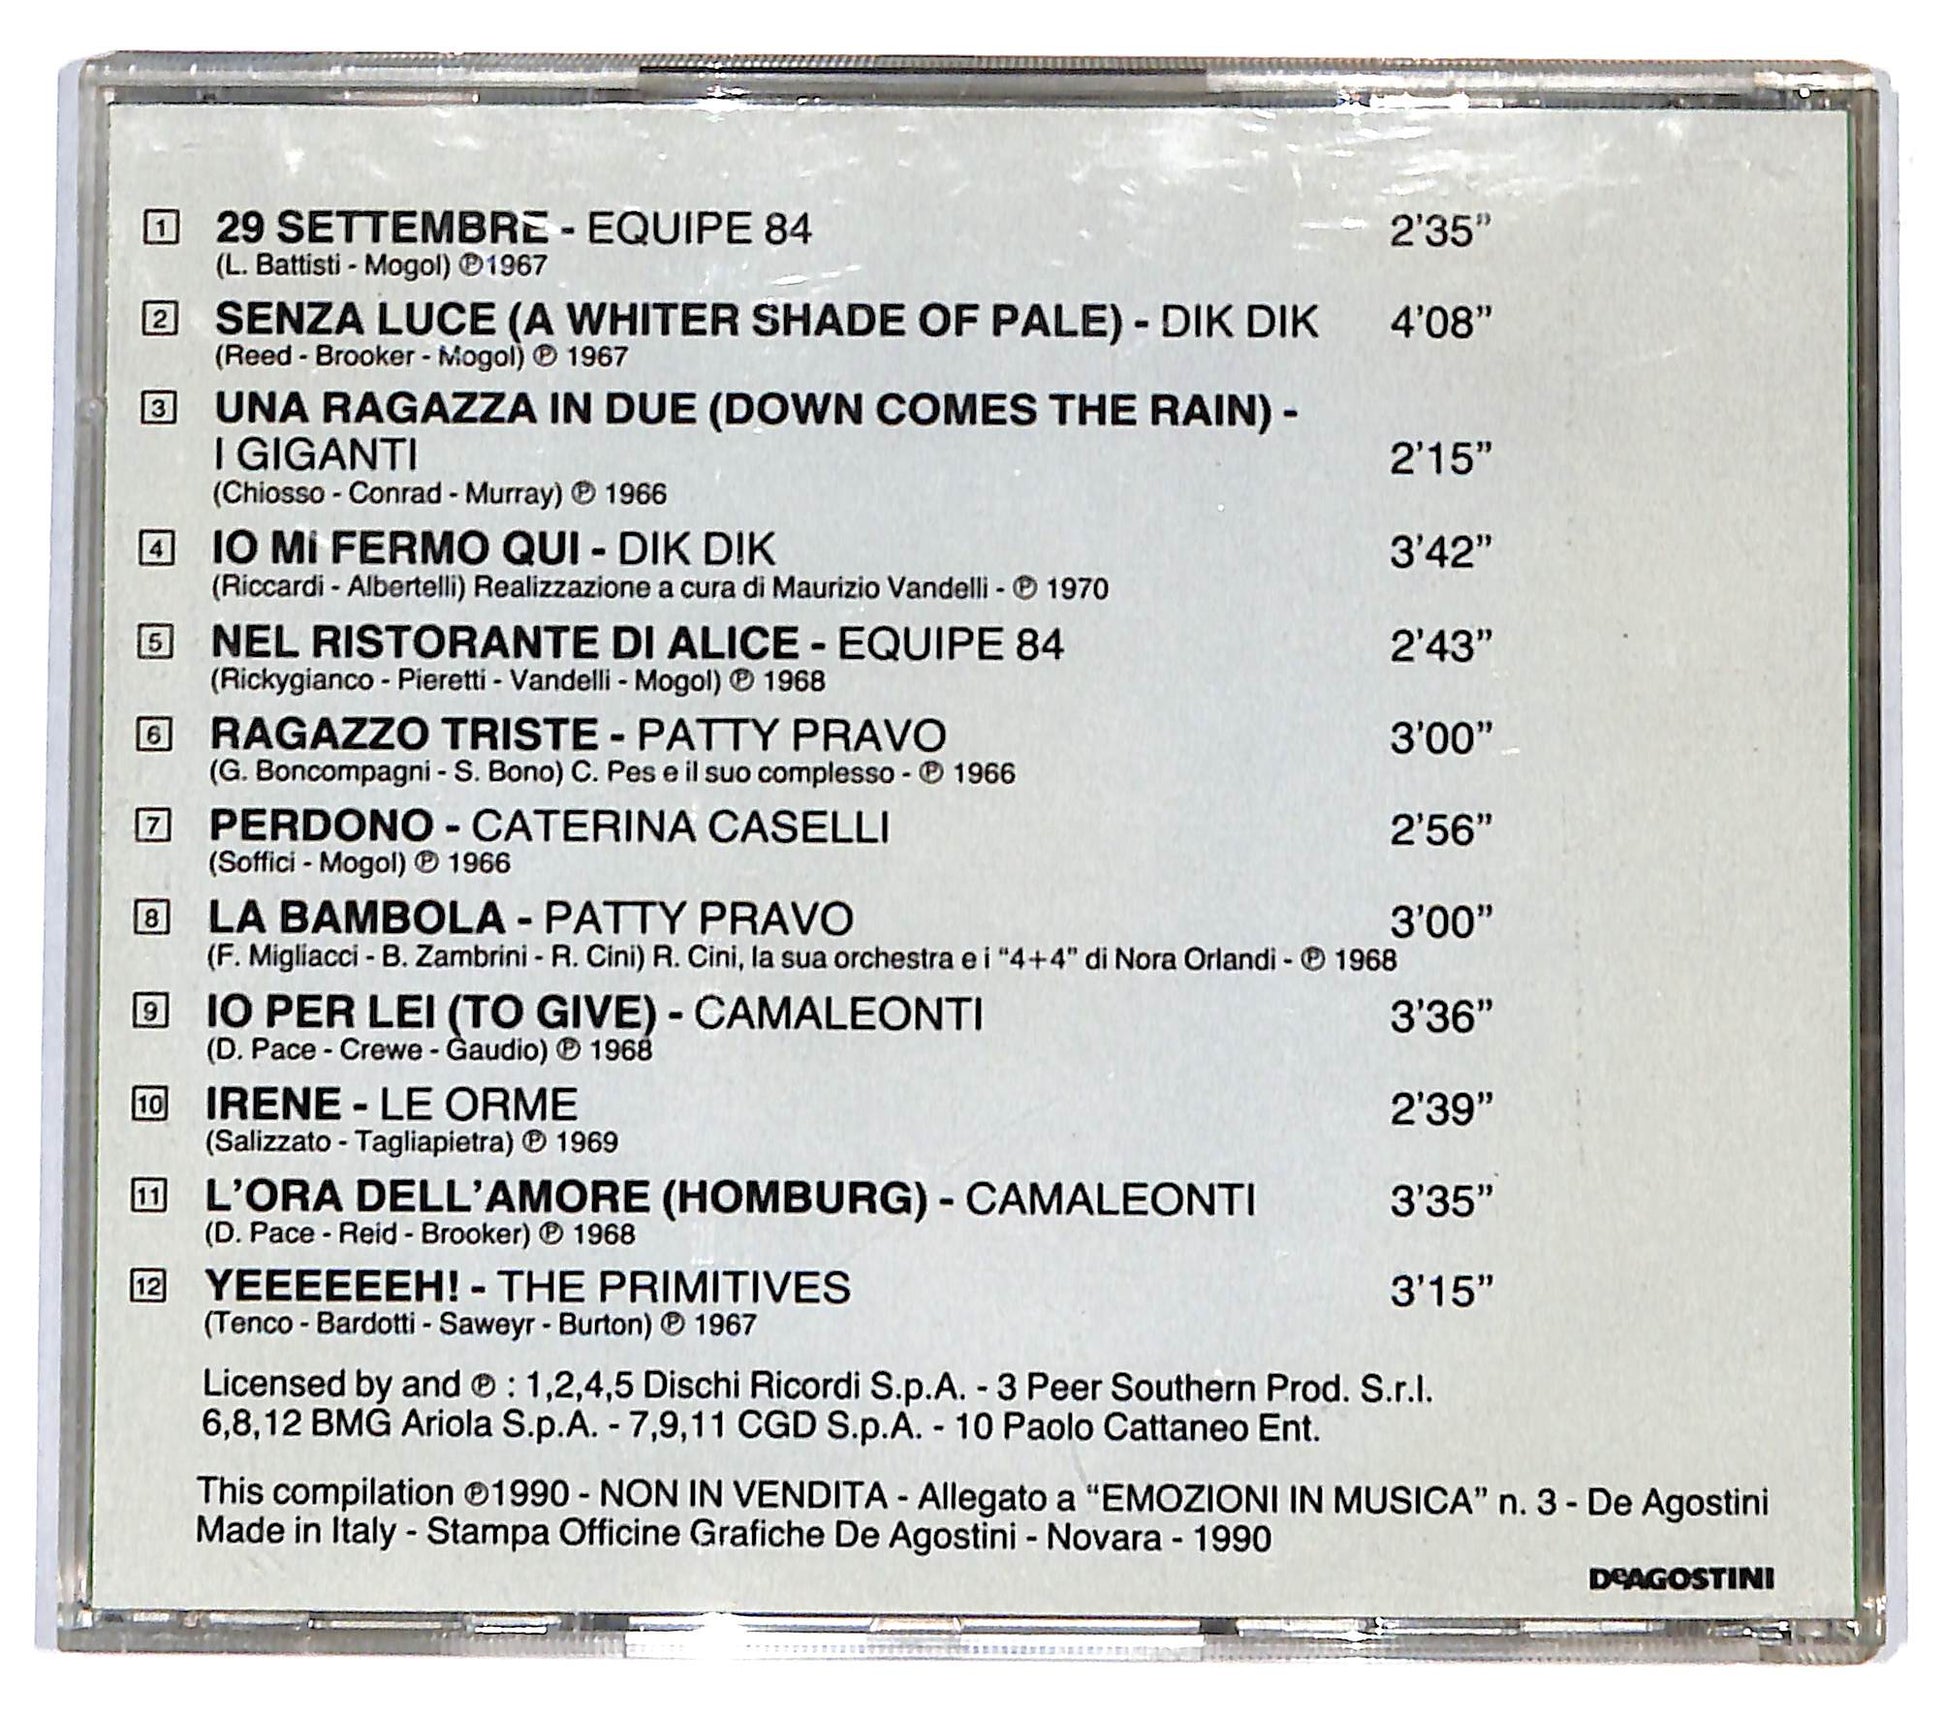 1 29 SETTEMBRE - EQUIPE 84 2'35"
(L. Battisti - Mogol) ℗1967
2 SENZA LUCE (A WHITER SHADE OF PALE) - DIK DIK 4'08"
(Reed - Brooker - Mogol) ℗ 1967
3 UNA RAGAZZA IN DUE (DOWN COMES THE RAIN) -
I GIGANTI 2'15"
(Chiosso - Conrad - Murray) ℗ 1966
4 IO Mi FERMO QUI - DIK DIK 3'42"
(Riccardi - Albertelli) Realizzazione a cura di Maurizio Vandelli - ℗ 1970
5 NEL RISTORANTE DI ALICE - EQUIPE 84 2'43"
(Rickygianco - Pieretti - Vandelli - Mogol) ℗ 1968
6 RAGAZZO TRISTE - PATTY PRAVO 3'00"
(G. Boncompagni - S. Bono) C. Pes e il suo complesso - ℗ 1966
7 PERDONO - CATERINA CASELLI 2'56"
(Soffici - Mogol) ℗ 1966
8 LA BAMBOLA - PATTY PRAVO 3'00"
(F. Migliacci - B. Zambrini - R. Cini) R. Cini, la sua orchestra e i "4+4" di Nora Orlandi - ℗ 1968
9 IO PER LEI (TO GIVE) - CAMALEONTI 3'36"
(D. Pace - Crewe - Gaudio) ℗ 1968
10 IRENE - LE ORME 2'39"
(Salizzato - Tagliapietra) ℗ 1969
11 L'ORA DELL'AMORE (HOMBURG) - CAMALEONTI 3'35"
(D. Pace - Reid - Brooker) ℗ 1968
12 YEEEEEEH! - THE PRIMITIVES 3'15"
(Tenco - Bardotti - Saweyr - Burton) ℗ 1967
Licensed by and ℗ : 1,2,4,5 Dischi Ricordi S.p.A. - 3 Peer Southern Prod. S.r.l.
6,8,12 BMG Ariola S.p.A. - 7,9,11 CGD S.p.A. - 10 Paolo Cattaneo Ent.
This compilation ℗1990 - NON IN VENDITA - Allegato a "EMOZIONI IN MUSICA" n. 3 - De Agostini
Made in Italy - Stampa Officine Grafiche De Agostini - Novara - 1990
DeAGOSTINI